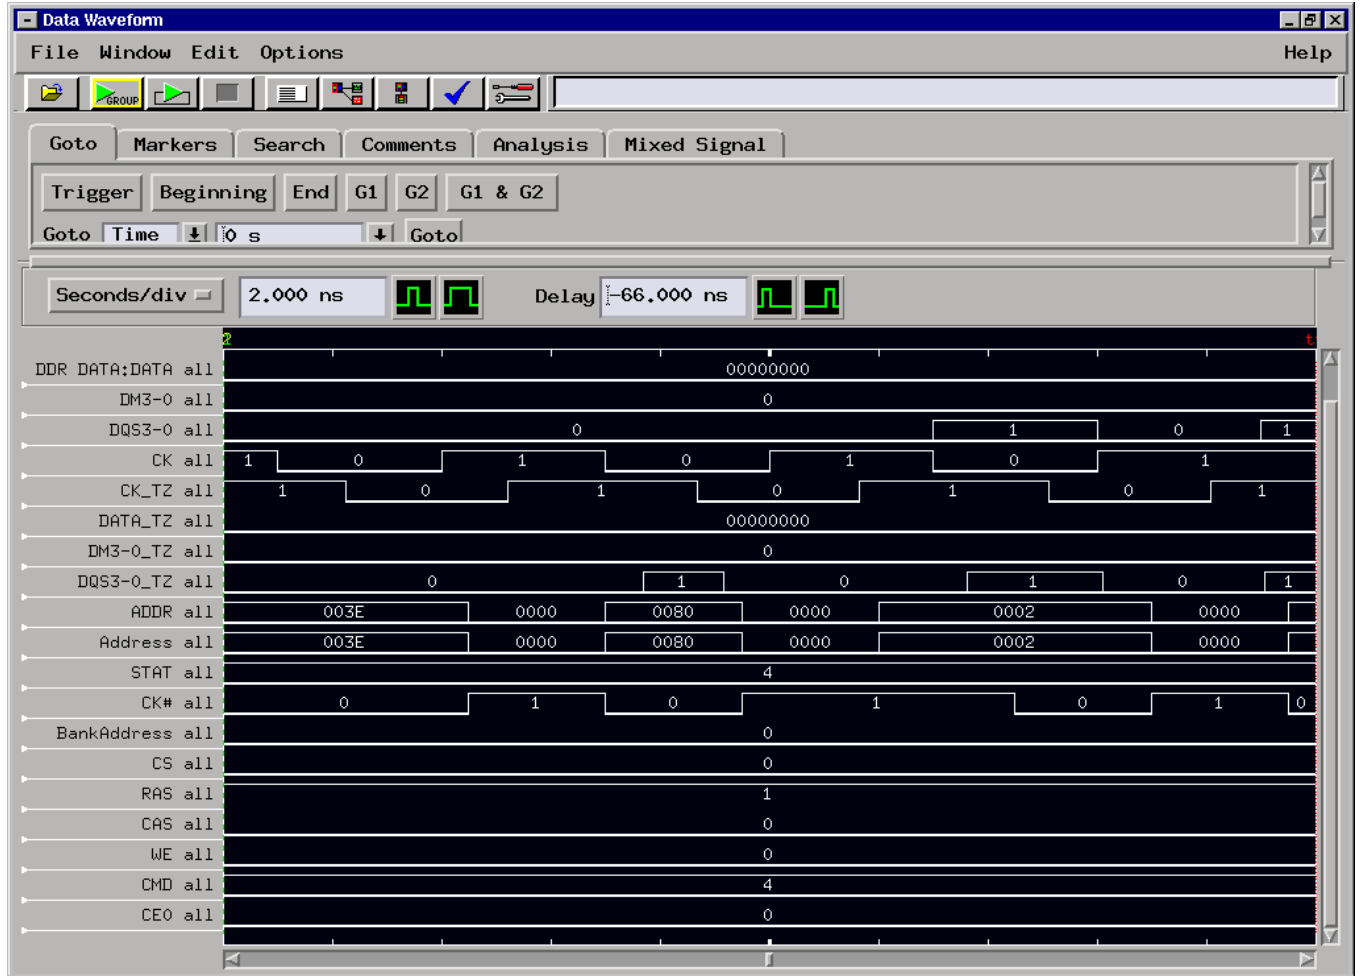 Data Waveform
File Window Edit Options Help
GROUP
Goto Markers Search Comments Analysis Mixed Signal
Trigger Beginning End G1 G2 G1 & G2
Goto Time 0 s Goto
Seconds/div 2.000 ns Delay -66.000 ns
2 t
DDR DATA:DATA all 00000000
DM3-0 all 0
DQS3-0 all 0 1 0 1
CK all 1 0 1 0 1 0 1
CK_TZ all 1 0 1 0 1 0 1
DATA_TZ all 00000000
DM3-0_TZ all 0
DQS3-0_TZ all 0 1 0 1 0 1
ADDR all 003E 0000 0080 0000 0002 0000
Address all 003E 0000 0080 0000 0002 0000
STAT all 4
CK# all 0 1 0 1 0 1 0
BankAddress all 0
CS all 0
RAS all 1
CAS all 0
WE all 0
CMD all 4
CE0 all 0